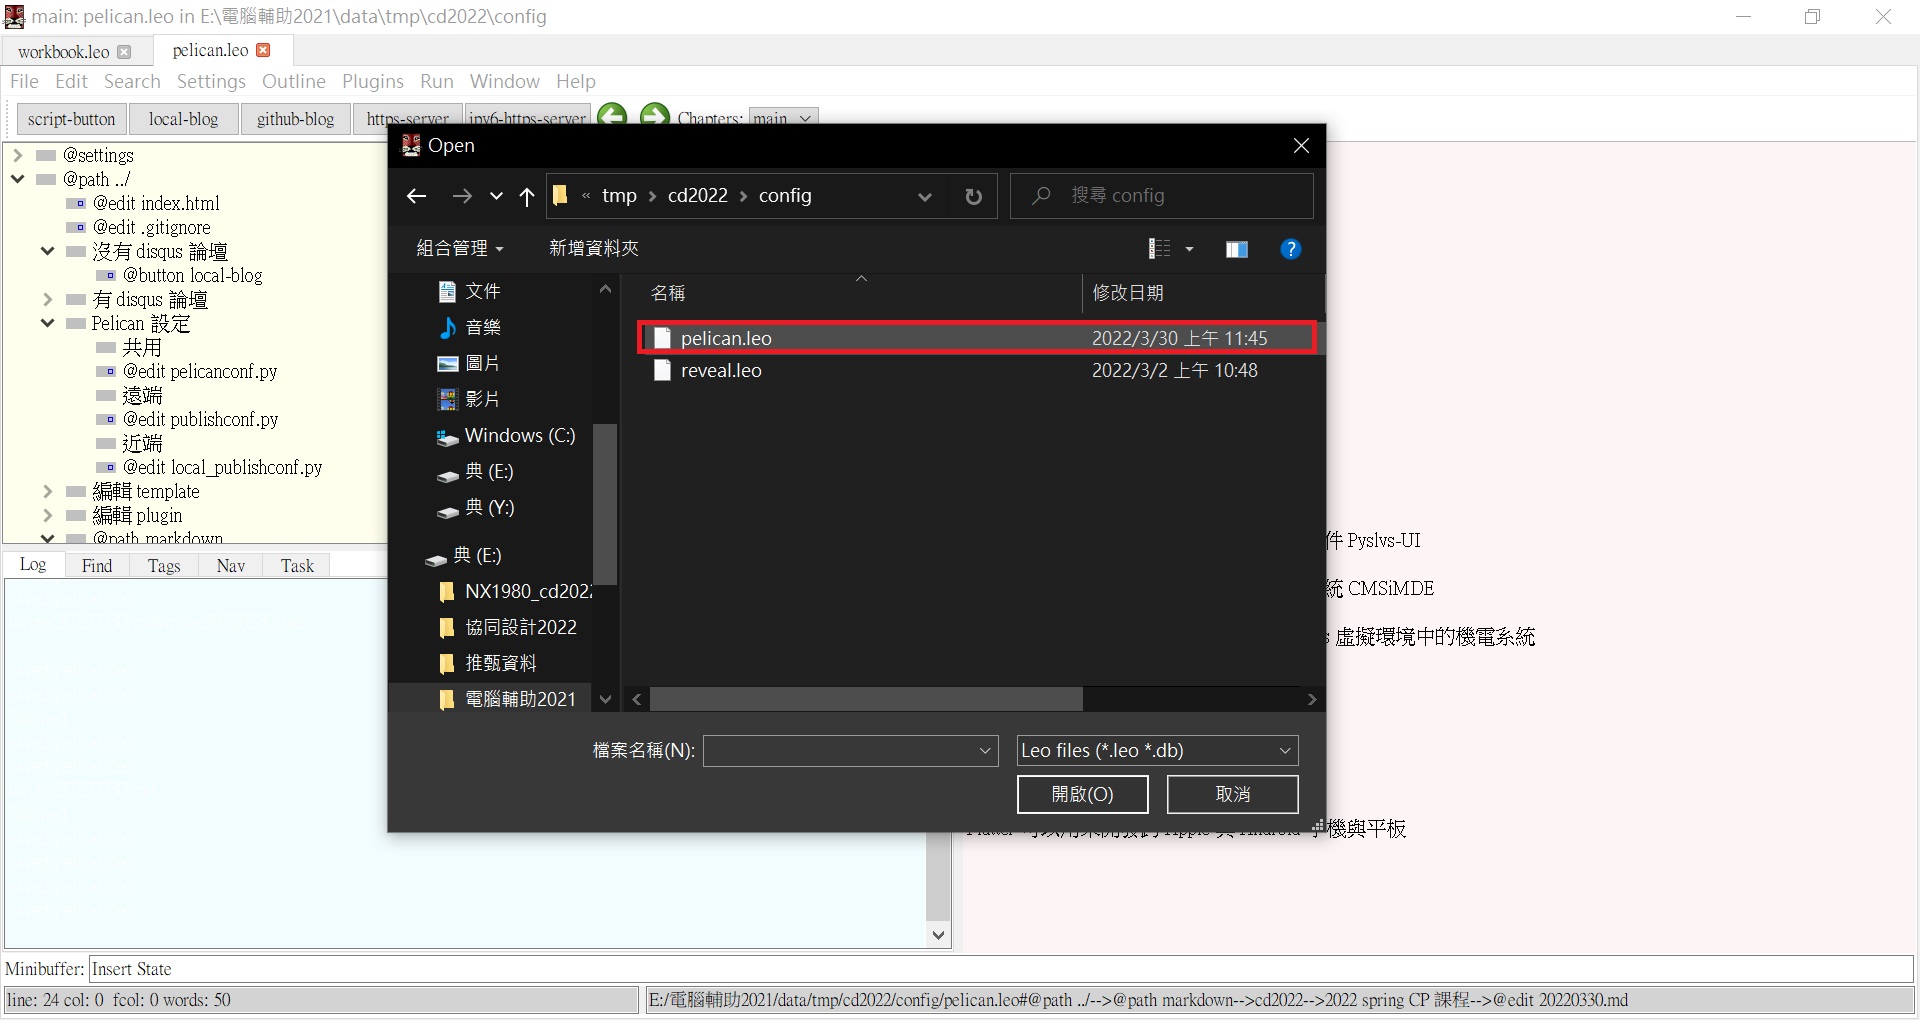 main: pelican.leo in E:\電腦輔助2021\data\tmp\cd2022\config
workbook.leo
pelican.leo
File Edit Search Settings Outline Plugins Run Window Help
script-button local-blog github-blog https-server ipv6-https-server Chapters: main
@settings
@path ../
@edit index.html
@edit .gitignore
沒有 disqus 論壇
@button local-blog
有 disqus 論壇
Pelican 設定
共用
@edit pelicanconf.py
遠端
@edit publishconf.py
近端
@edit local_publishconf.py
編輯 template
編輯 plugin
@path markdown
Log Find Tags Nav Task
Open
« tmp > cd2022 > config
搜尋 config
組合管理 新增資料夾
?
文件
音樂
圖片
影片
Windows (C:)
典 (E:)
典 (Y:)
典 (E:)
NX1980_cd2022
協同設計2022
推甄資料
電腦輔助2021
名稱 修改日期
pelican.leo 2022/3/30 上午 11:45
reveal.leo 2022/3/2 上午 10:48
檔案名稱(N):
Leo files (*.leo *.db)
開啟(O) 取消
件 Pyslvs-UI
統 CMSiMDE
虛擬環境中的機電系統
手機與平板
Minibuffer: Insert State
line: 24 col: 0 fcol: 0 words: 50
E:/電腦輔助2021/data/tmp/cd2022/config/pelican.leo#@path ../-->@path markdown-->cd2022-->2022 spring CP 課程-->@edit 20220330.md